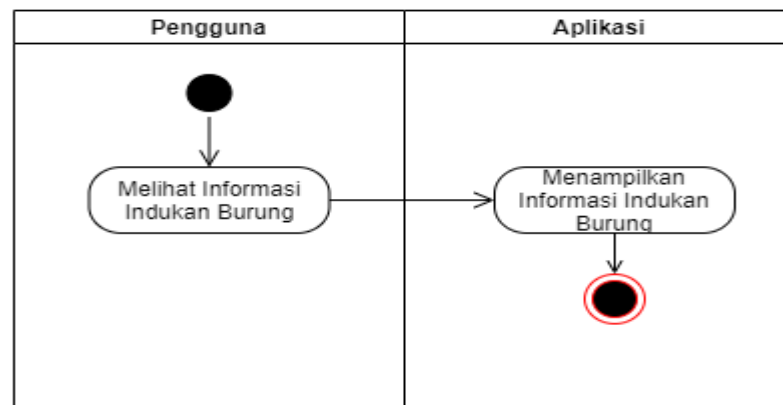 Pengguna
Aplikasi
Melihat Informasi
Indukan Burung
Menampilkan
Informasi Indukan
Burung